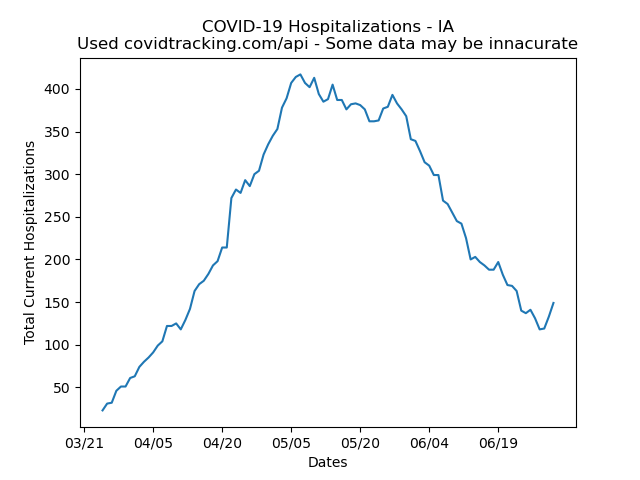 COVID-19 Hospitalizations - IA
Used covidtracking.com/api - Some data may be innacurate
400
350
300
250
200
150
100
50
Total Current Hospitalizations
03/21 04/05 04/20 05/05 05/20 06/04 06/19
Dates